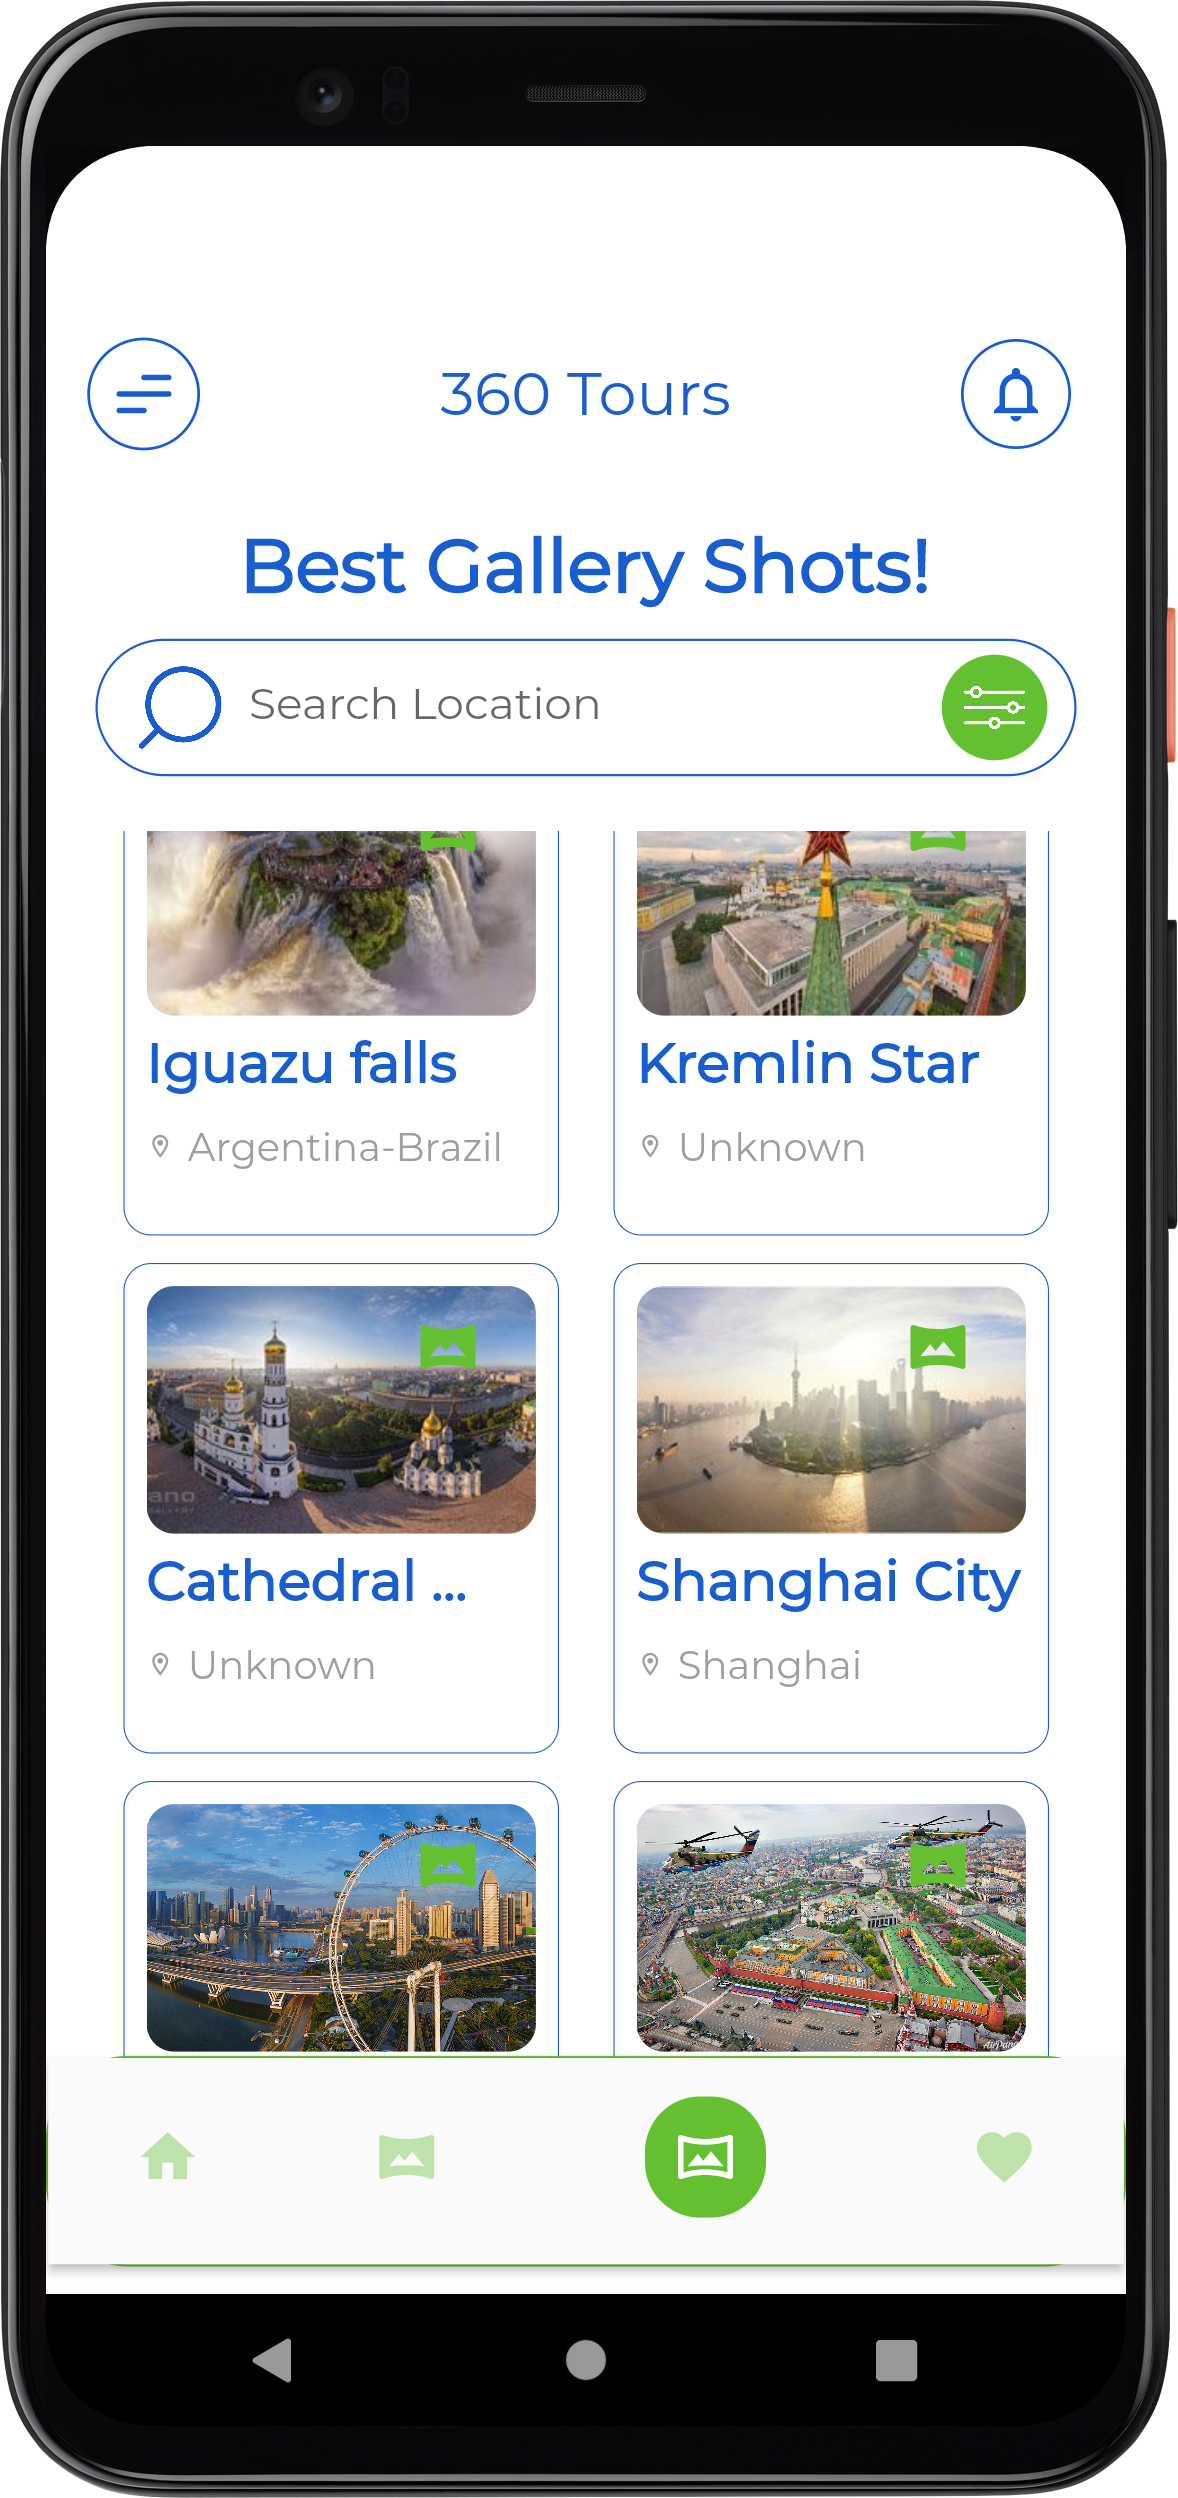 360 Tours
Best Gallery Shots!
Search Location
Iguazu falls
Kremlin Star
Argentina-Brazil
Unknown
ano
Cathedral ...
Shanghai City
Unknown
Shanghai